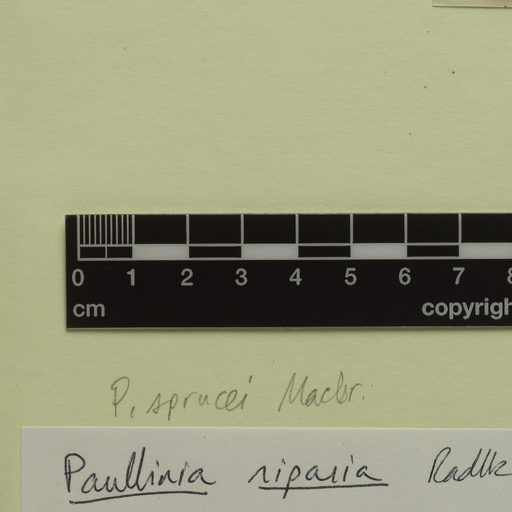 0 1 2 3 4 5 6 7 8
cm copyrigh
P. sprucei Macbr.
Paullinia riparia Radlk